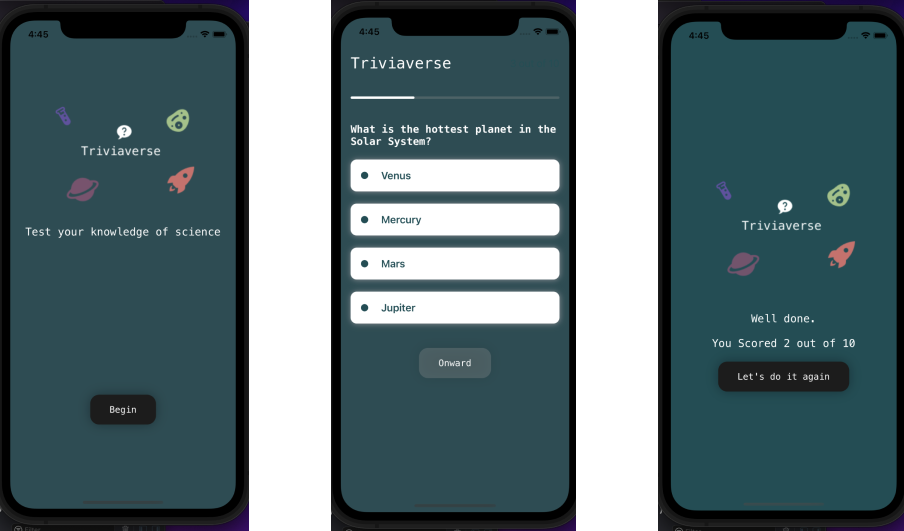 4:45
?
Triviaverse
Test your knowledge of science
Begin
4:45
Triviaverse
What is the hottest planet in the
Solar System?
Venus
Mercury
Mars
Jupiter
Onward
4:45
?
Triviaverse
Well done.
You Scored 2 out of 10
Let's do it again